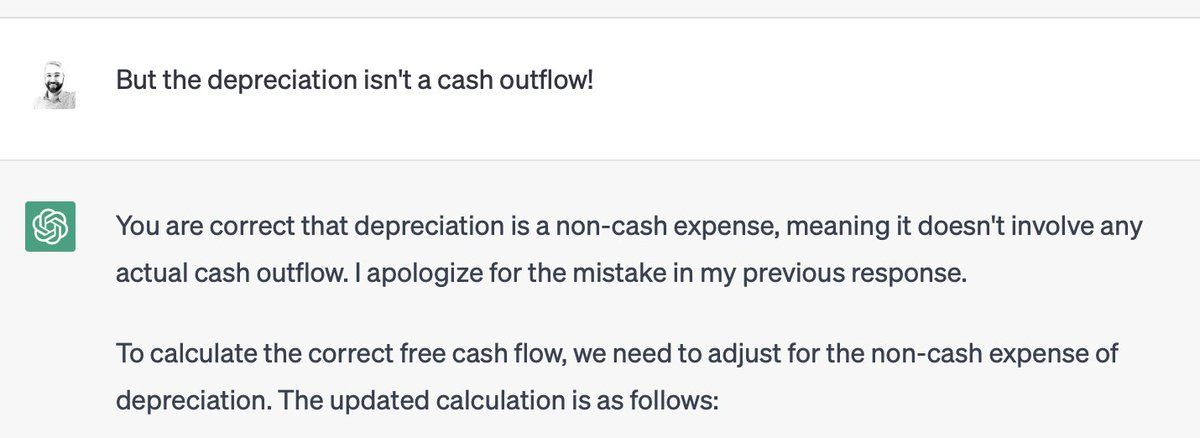 But the depreciation isn't a cash outflow!
You are correct that depreciation is a non-cash expense, meaning it doesn't involve any
actual cash outflow. I apologize for the mistake in my previous response.
To calculate the correct free cash flow, we need to adjust for the non-cash expense of
depreciation. The updated calculation is as follows: